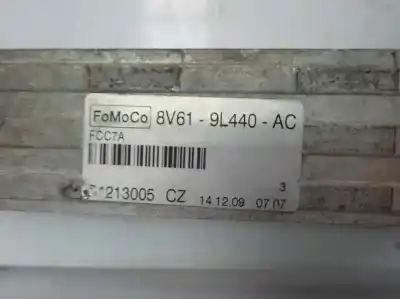 FoMoCo 8V61 - 9L440 - AC
FCC7A
3
213005 CZ 14.12.09 07:07